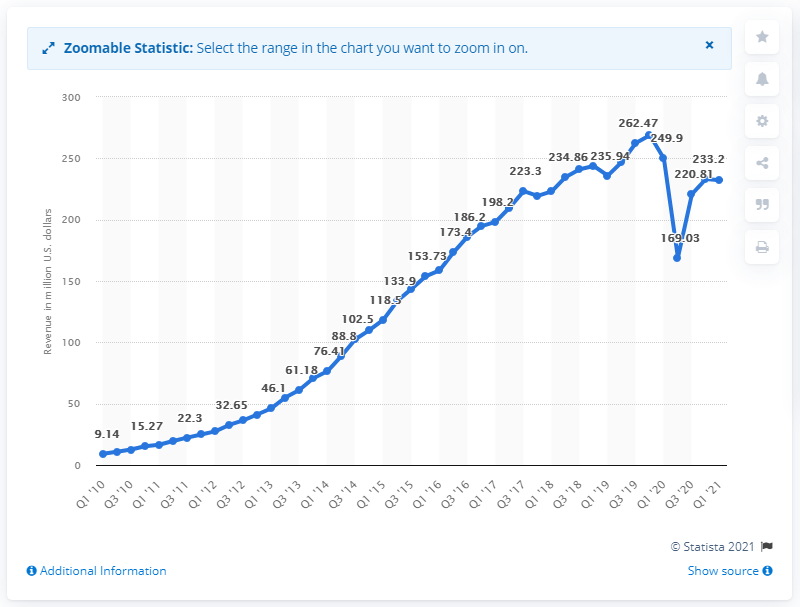 Zoomable Statistic: Select the range in the chart you want to zoom in on.
Revenue in million U.S. dollars
300
250
200
150
100
50
0
9.14
15.27
22.3
32.65
46.1
61.18
76.41
88.8
102.5
118.5
133.9
153.73
173.4
186.2
198.2
223.3
234.86
235.94
262.47
249.9
169.03
220.81
233.2
Q1 '10
Q3 '10
Q1 '11
Q3 '11
Q1 '12
Q3 '12
Q1 '13
Q3 '13
Q1 '14
Q3 '14
Q1 '15
Q3 '15
Q1 '16
Q3 '16
Q1 '17
Q3 '17
Q1 '18
Q3 '18
Q1 '19
Q3 '19
Q1 '20
Q3 '20
Q1 '21
© Statista 2021
Additional Information
Show source